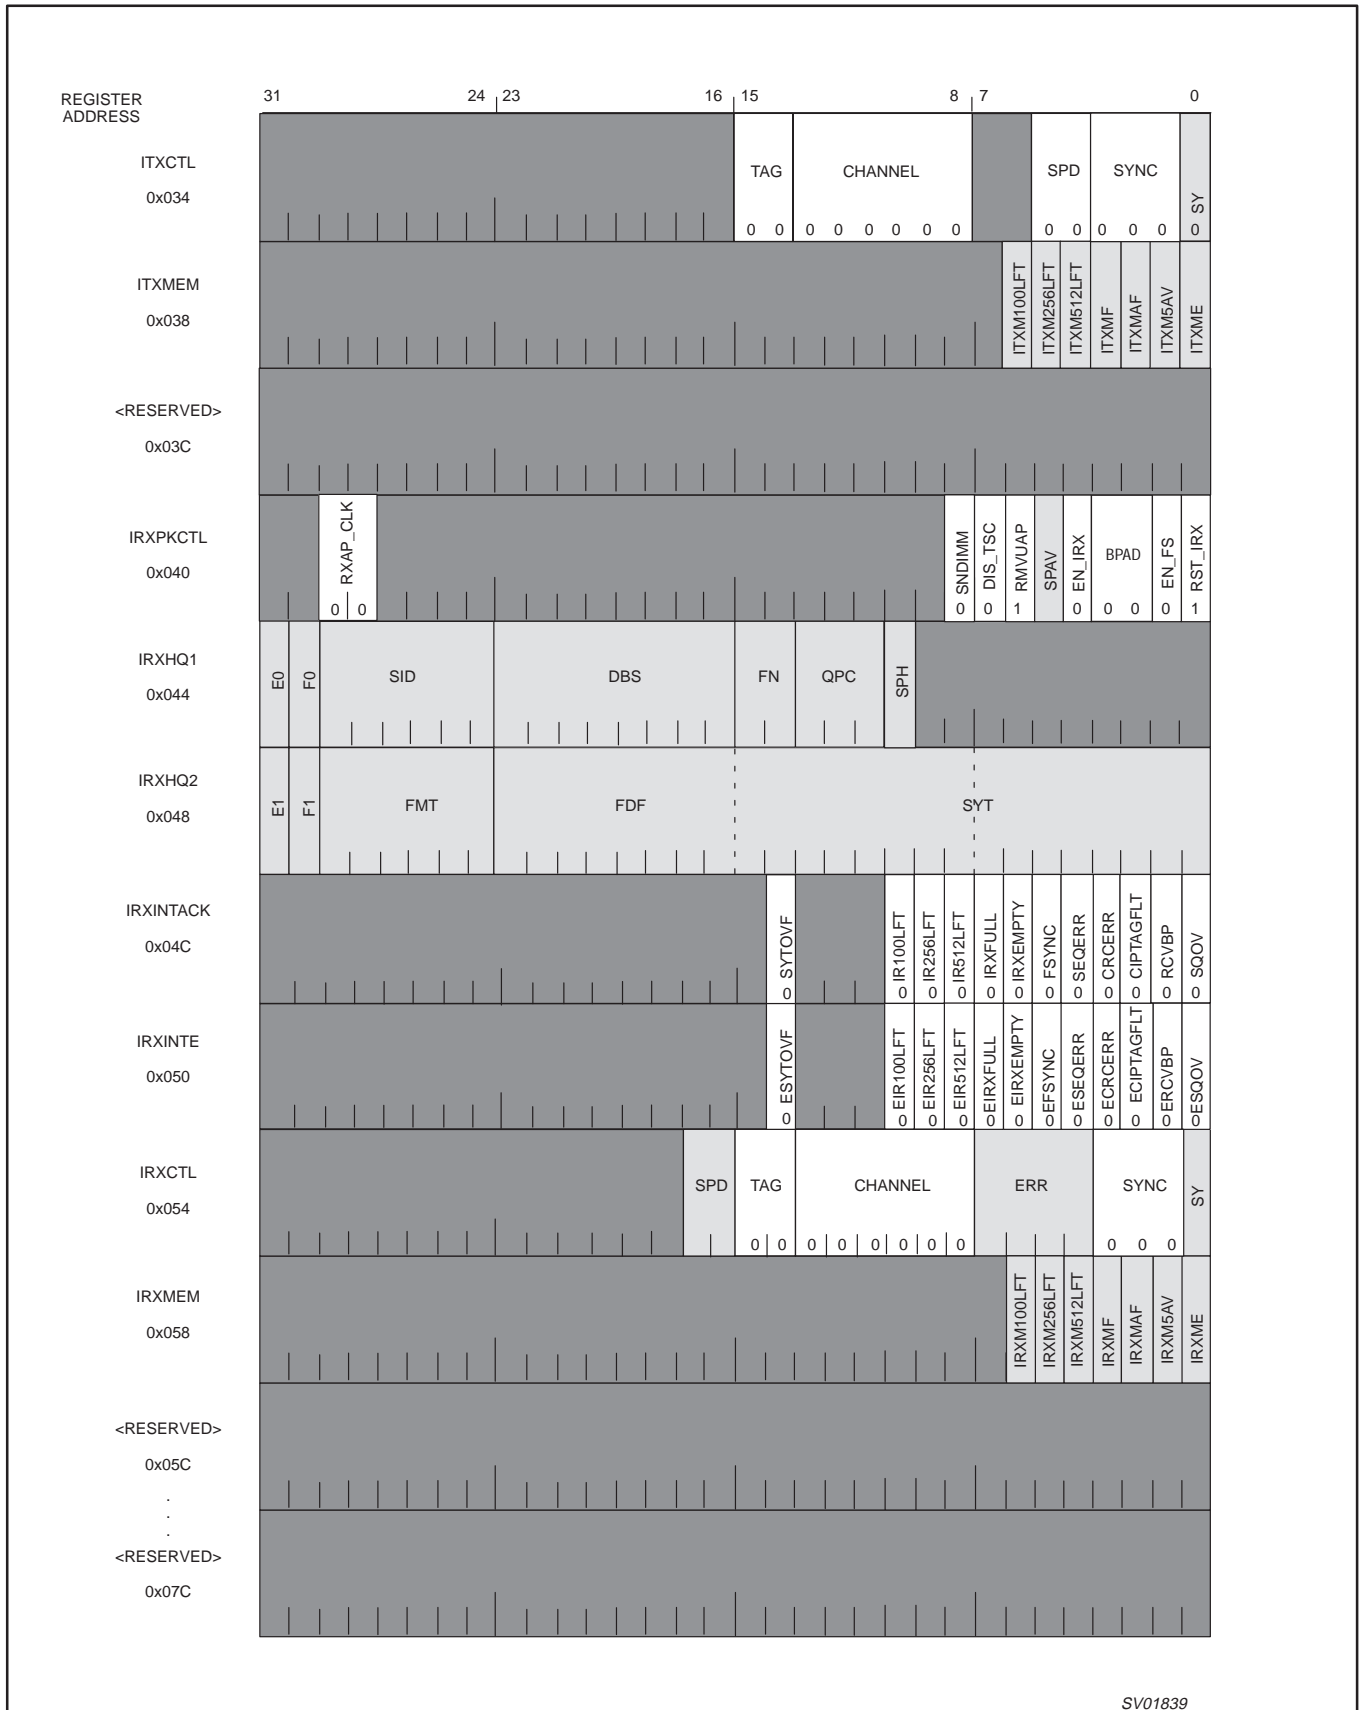 REGISTER
ADDRESS
31 24 23 16 15 8 7 0
ITXCTL
0x034
TAG CHANNEL SPD SYNC SY
0 0 0 0 0 0 0 0 0 0 0 0 0 0
ITXMEM
0x038
ITXM100LFT ITXM256LFT ITXM512LFT ITXMF ITXMAF ITXM5AV ITXME
<RESERVED>
0x03C
IRXPKCTL
0x040
RXAP_CLK SNDIMM DIS_TSC RMVUAP SPAV EN_IRX BPAD EN_FS RST_IRX
0 0 0 0 1 0 0 0 0 1
IRXHQ1
0x044
E0 F0 SID DBS FN QPC SPH
IRXHQ2
0x048
E1 F1 FMT FDF SYT
IRXINTACK
0x04C
SYTOVF IR100LFT IR256LFT IR512LFT IRXFULL IRXEMPTY FSYNC SEQERR CRCERR CIPTAGFLT RCVBP SQOV
0 0 0 0 0 0 0 0 0 0 0 0
IRXINTE
0x050
ESYTOVF EIR100LFT EIR256LFT EIR512LFT EIRXFULL EIRXEMPTY EFSYNC ESEQERR ECRCERR ECIPTAGFLT ERCVBP ESQOV
0 0 0 0 0 0 0 0 0 0 0 0
IRXCTL
0x054
SPD TAG CHANNEL ERR SYNC SY
0 0 0 0 0 0 0 0 0 0 0
IRXMEM
0x058
IRXM100LFT IRXM256LFT IRXM512LFT IRXMF IRXMAF IRXM5AV IRXME
<RESERVED>
0x05C
.
.
.
<RESERVED>
0x07C
SV01839